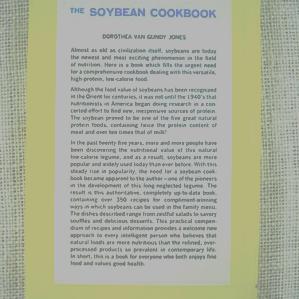 THE SOYBEAN COOKBOOK
DOROTHEA VAN GUNDY JONES
Almost as old as civilization itself, soybeans are today
the newest and most exciting phenomenon in the field
of nutrition. Here is a book which fills the urgent need
for a comprehensive cookbook dealing with this versatile,
high-protein, low-calorie food.
Although the food value of soybeans has been recognized
in the Orient for centuries, it was not until the 1940's that
nutritionists in America began doing research in a con-
certed effort to find new, inexpensive sources of protein.
The soybean proved to be one of the five great natural
protein foods, containing twice the protein content of
meat and over ten times that of milk!
In the past twenty five years, more and more people have
been discovering the nutritional value of this natural
low-calorie legume, and as a result, soybeans are more
popular and widely used today than ever before. With this
steady rise in popularity, the need for a soybean cook-
book became apparent to the author - one of the pioneers
in the development of this long neglected legume. The
result is this authoritative, completely up-to-date book,
containing over 350 recipes for compliment-winning
ways in which soybeans can be used in the family menu.
The dishes described range from zestful salads to savory
souffles and delicious desserts. This practical compen-
dium of recipes and information provides a welcome new
approach to every intelligent person who believes that
natural foods are more nutritious than the refined, over-
processed products so prevalent in contemporary life.
In short, this is a book for everyone who both enjoys fine
food and values good health.